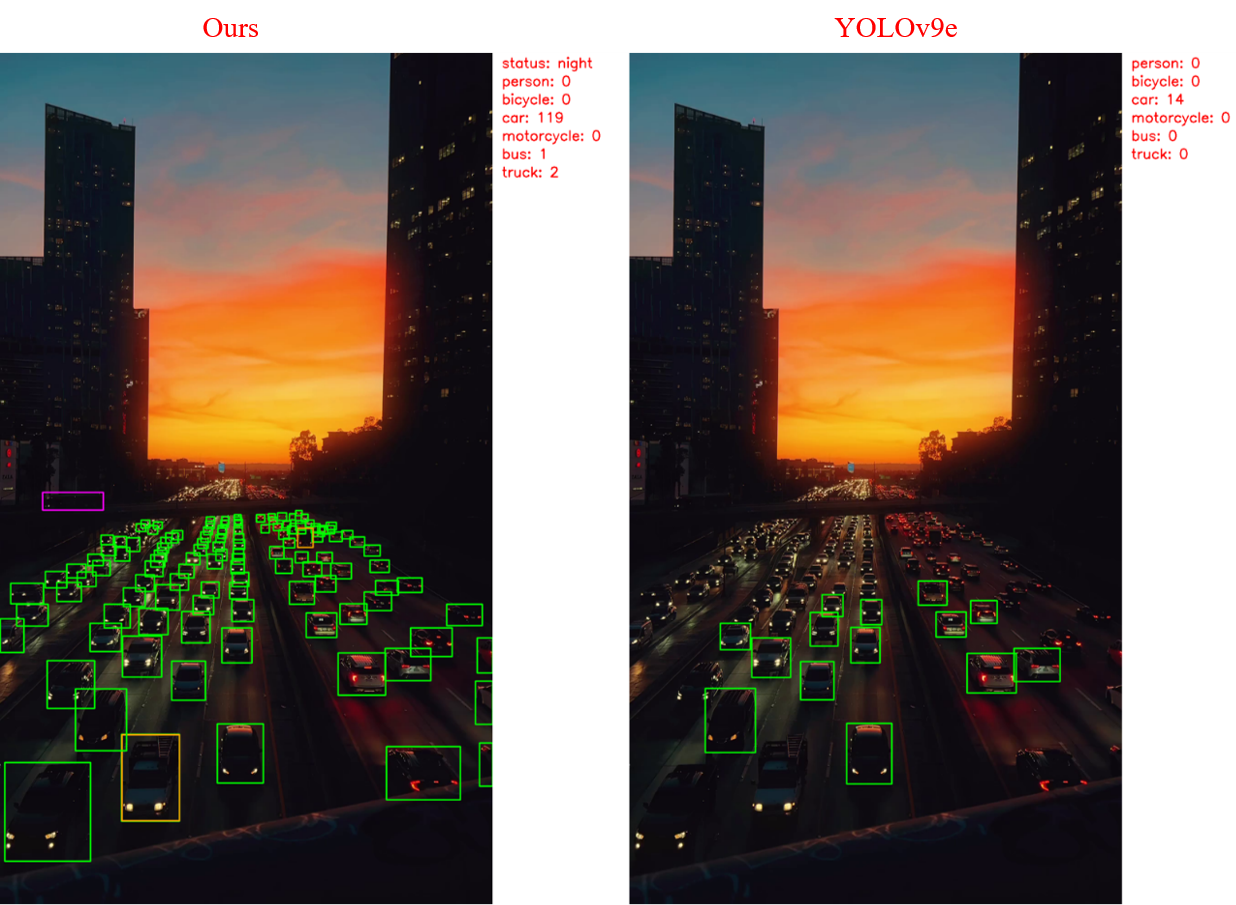 Ours
YOLOv9e
status: night
person: 0
bicycle: 0
car: 119
motorcycle: 0
bus: 1
truck: 2
person: 0
bicycle: 0
car: 14
motorcycle: 0
bus: 0
truck: 0